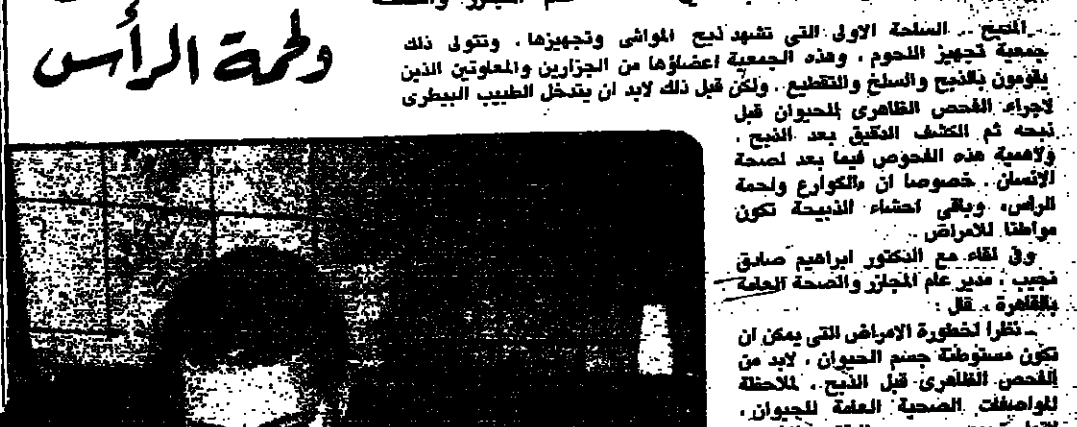 ولحمة الرأس
المذبح .. الساحة الاولى التى تشهد ذبح المواشى وتجهيزها . وتتولى ذلك
جمعية تجهيز اللحوم . وهذه الجمعية اعضاؤها من الجزارين والمعاونين الذين
يقومون بالذبح والسلخ والتقطيع . ولكن قبل ذلك لابد ان يتدخل الطبيب البيطرى
لاجراء الفحص الظاهرى للحيوان قبل
ذبحه ثم الكشف الدقيق بعد الذبح .
ولاهمية هذه الفحوص فيما بعد لصحة
الانسان .. خصوصا ان «الكوارع ولحمة
الراس» وباقى احشاء الذبيحة تكون
مواطنا للامراض .
وفى لقاء مع الدكتور ابراهيم صادق
نجيب . مدير عام المجازر والصحة العامة
بالقاهرة . قال :
ـ نظرا لخطورة الامراض التى يمكن ان
تكون مستوطنة جسم الحيوان . لابد من
الفحص الظاهرى قبل الذبح . لملاحظة
المواصفات الصحية العامة للحيوان .